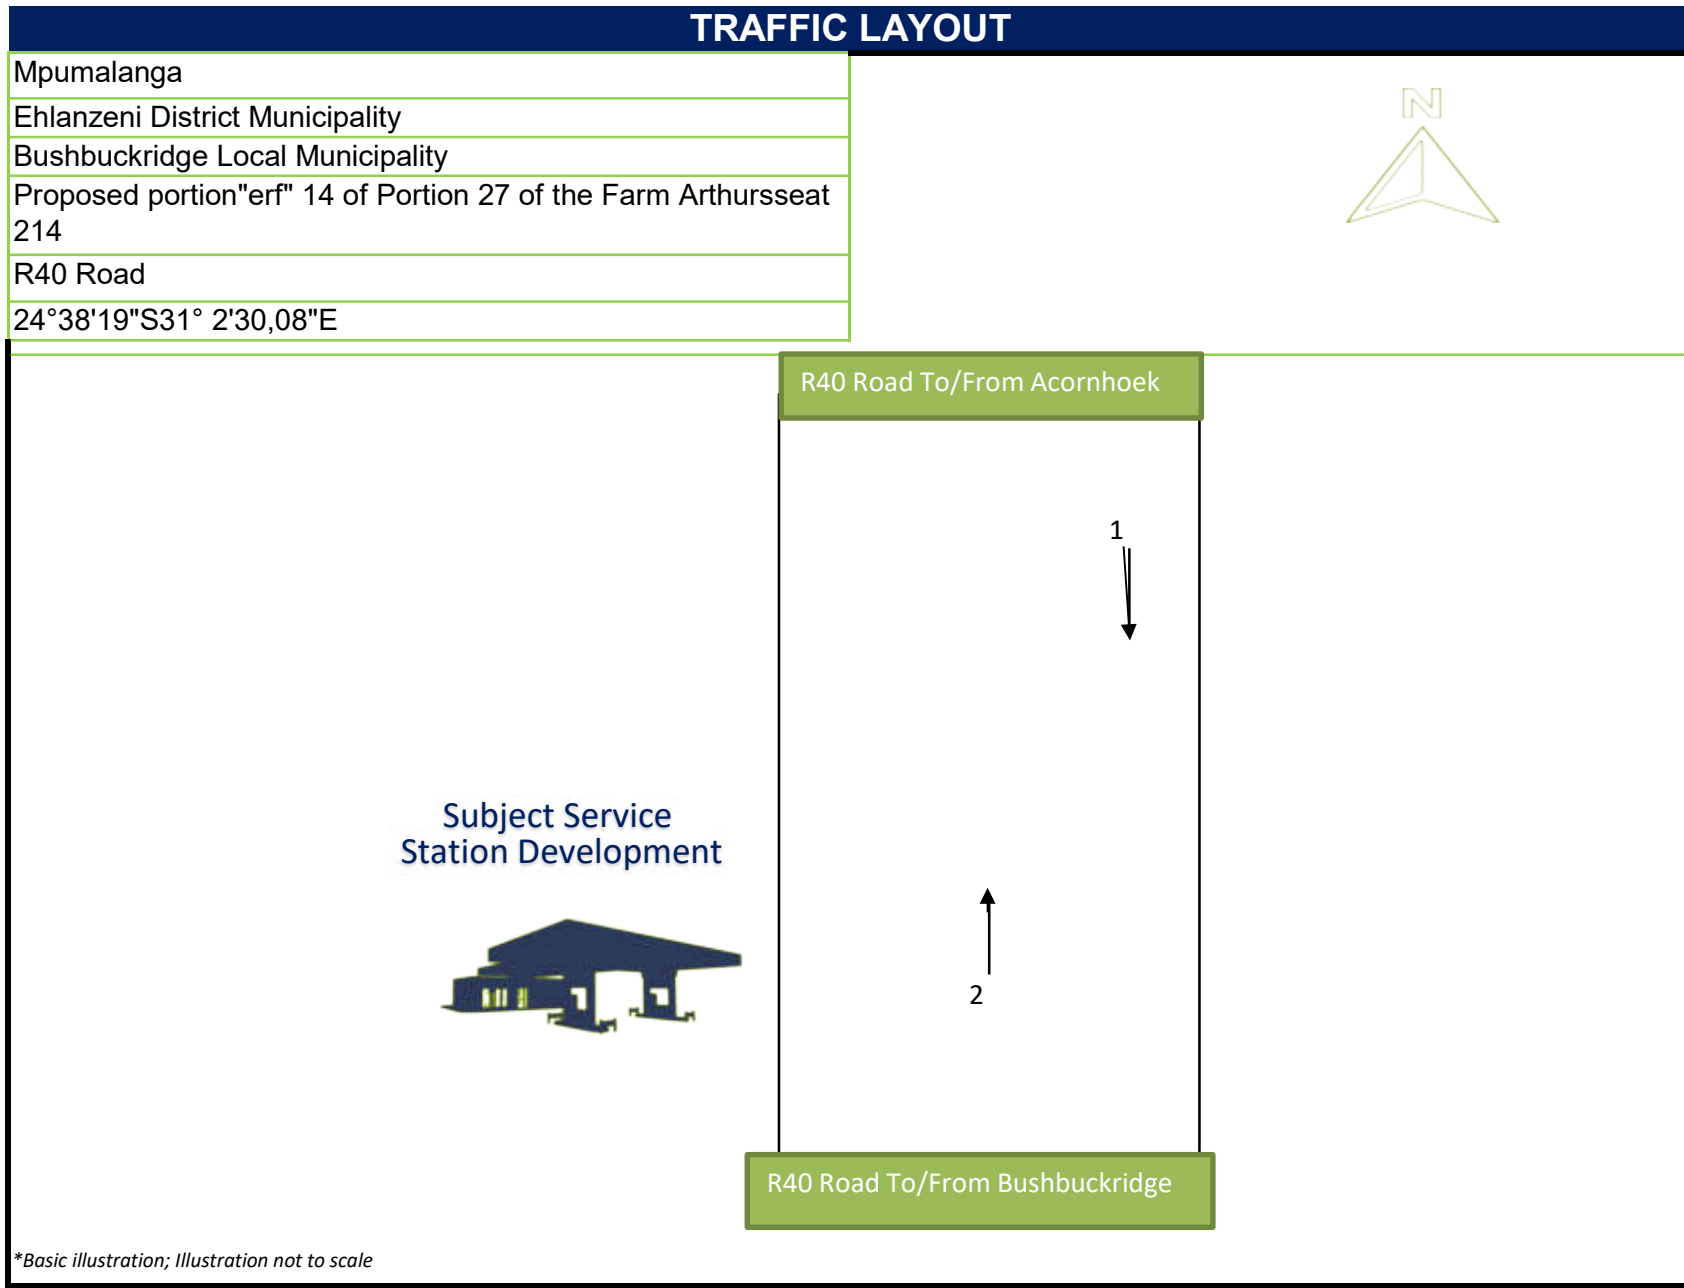 TRAFFIC LAYOUT
Mpumalanga
Ehlanzeni District Municipality
Bushbuckridge Local Municipality
Proposed portion"erf" 14 of Portion 27 of the Farm Arthursseat
214
R40 Road
24°38'19"S31° 2'30,08"E
N
R40 Road To/From Acornhoek
1
Subject Service
Station Development
2
R40 Road To/From Bushbuckridge
*Basic illustration; Illustration not to scale